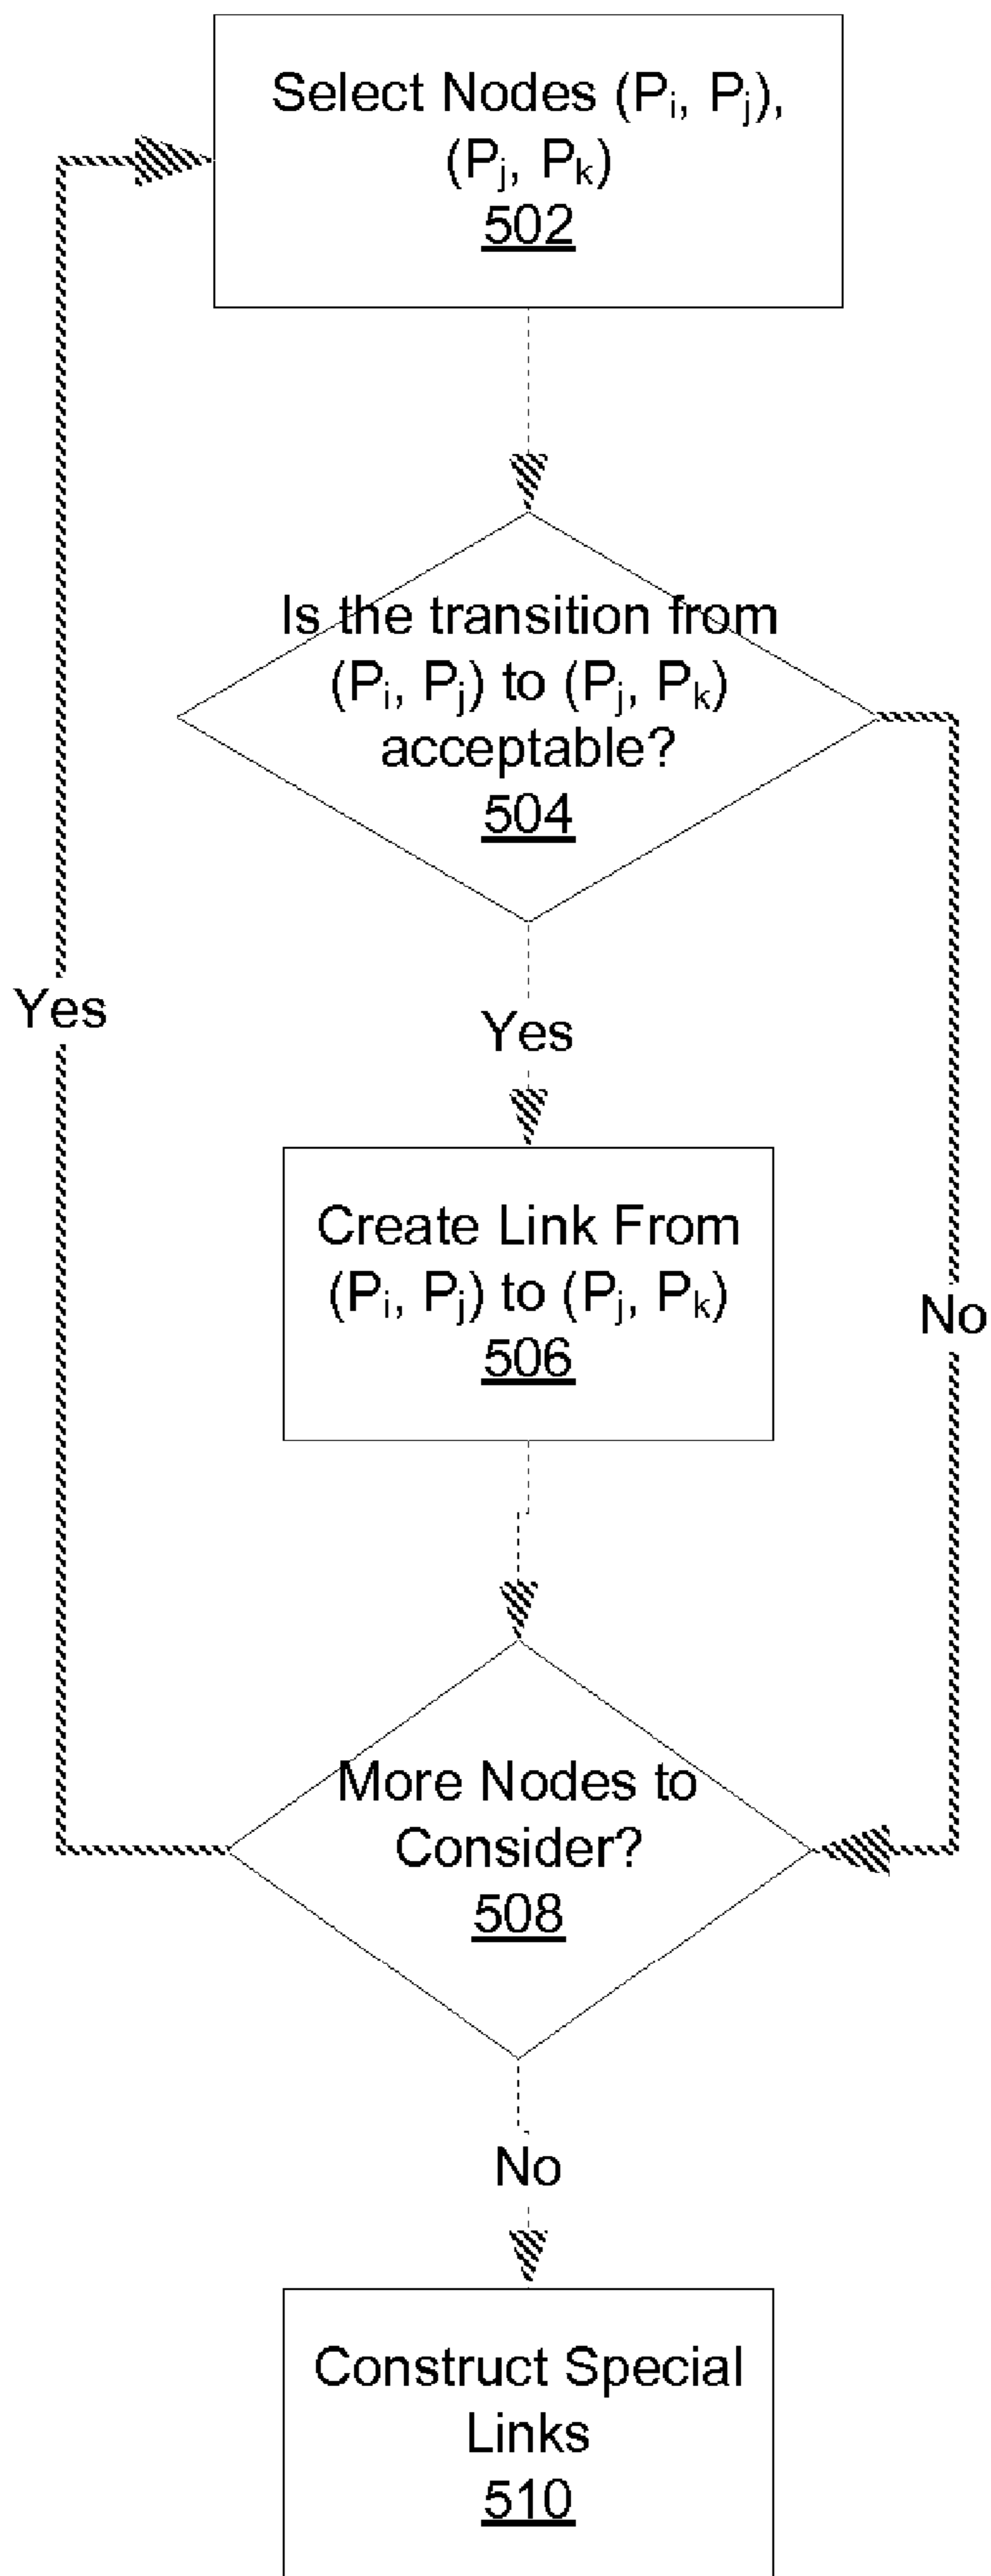 Select Nodes (Pi, Pj),
(Pj, Pk)
502
Is the transition from
(Pi, Pj) to (Pj, Pk)
acceptable?
504
Yes
Yes
Create Link From
(Pi, Pj) to (Pj, Pk)
506
No
More Nodes to
Consider?
508
No
Construct Special
Links
510